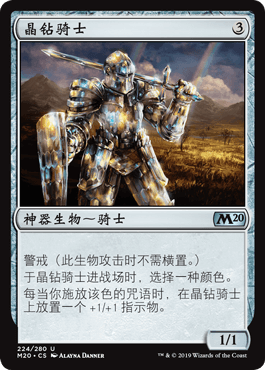 晶钻骑士 3
神器生物～骑士 M20
警戒（此生物攻击时不需横置。）
于晶钻骑士进战场时，选择一种颜色。
每当你施放该色的咒语时，在晶钻骑士
上放置一个 +1/+1 指示物。
1/1
224/280 U
M20 • CS ALAYNA DANNER ™ & © 2019 Wizards of the Coast